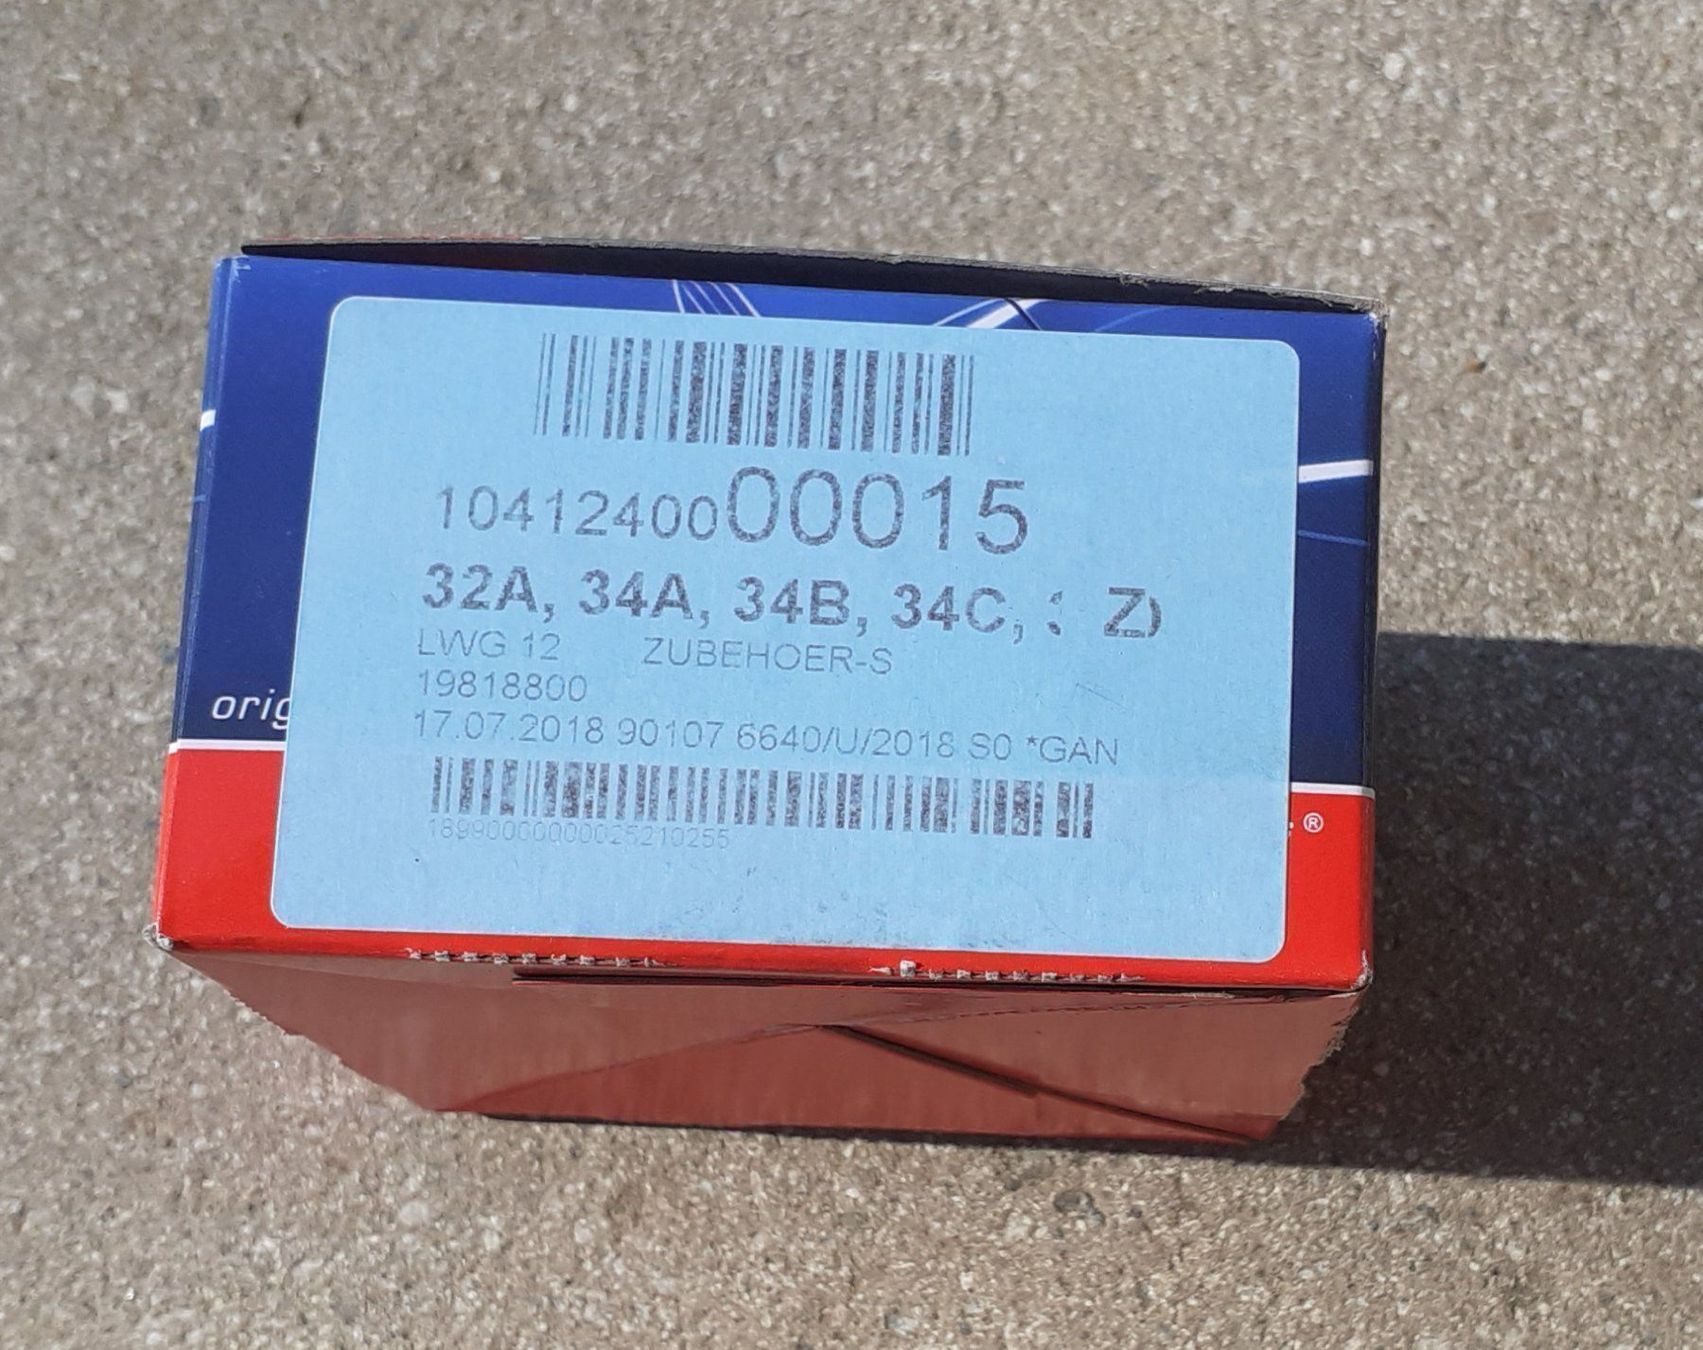 1041240000015
32A, 34A, 34B, 34C,
LWG 12 ZUBEHOER-S
19818800
17.07.2018 90107 6640/U/2018 S0 *GAN
orig
®